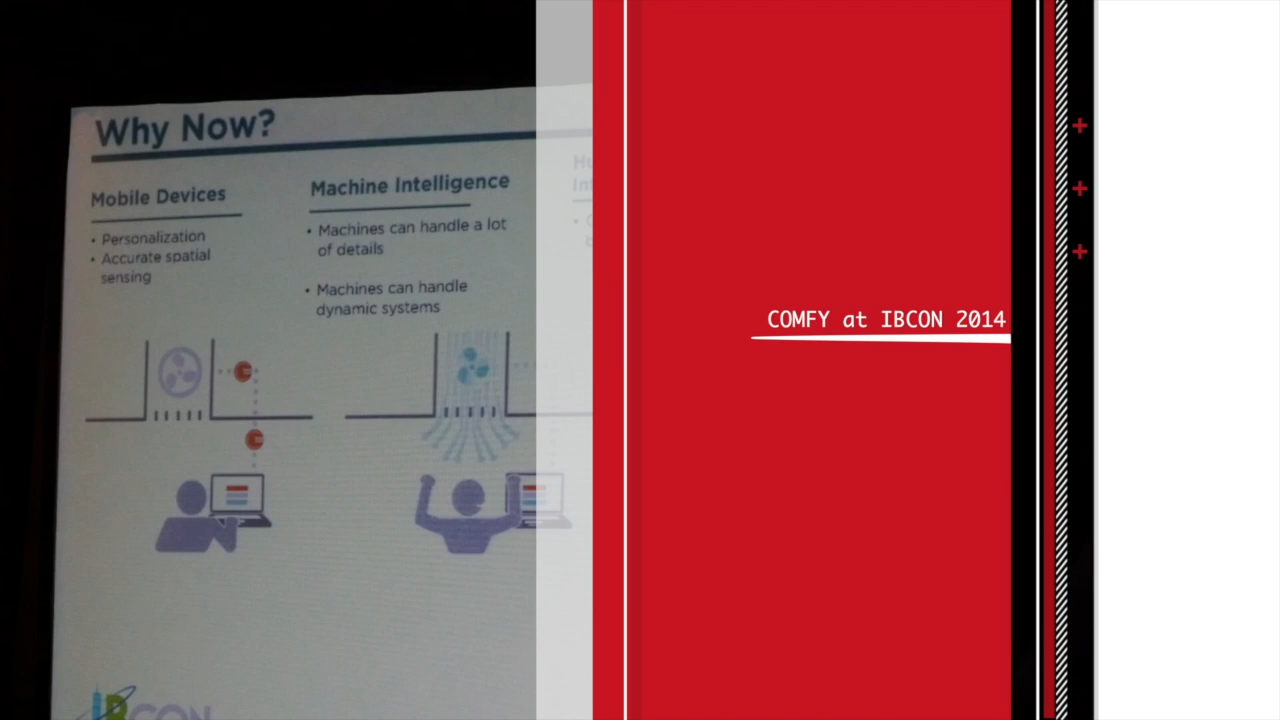 Why Now?
Mobile Devices
• Personalization
• Accurate spatial
sensing
Machine Intelligence
• Machines can handle a lot
of details
• Machines can handle
dynamic systems
IBCON
COMFY at IBCON 2014
+
+
+